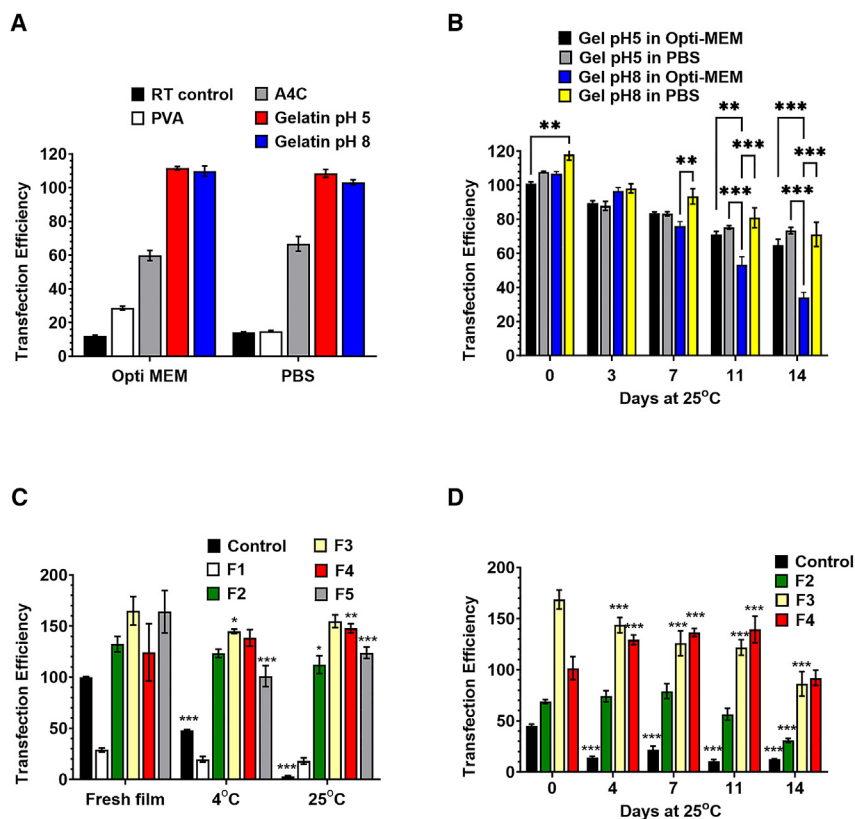 A
RT control
PVA
A4C
Gelatin pH 5
Gelatin pH 8
Transfection Efficiency
120
100
80
60
40
20
0
Opti MEM
PBS
B
Gel pH5 in Opti-MEM
Gel pH5 in PBS
Gel pH8 in Opti-MEM
Gel pH8 in PBS
Transfection Efficiency
120
100
80
60
40
20
0
**
**
**
***
***
***
***
***
0
3
7
11
14
Days at 25°C
C
Control
F1
F2
F3
F4
F5
Transfection Efficiency
200
150
100
50
0
***
*
***
***
*
**
***
Fresh film
4°C
25°C
D
Control
F2
F3
F4
Transfection Efficiency
200
150
100
50
0
***
***
***
***
***
***
***
***
***
***
***
***
0
4
7
11
14
Days at 25°C